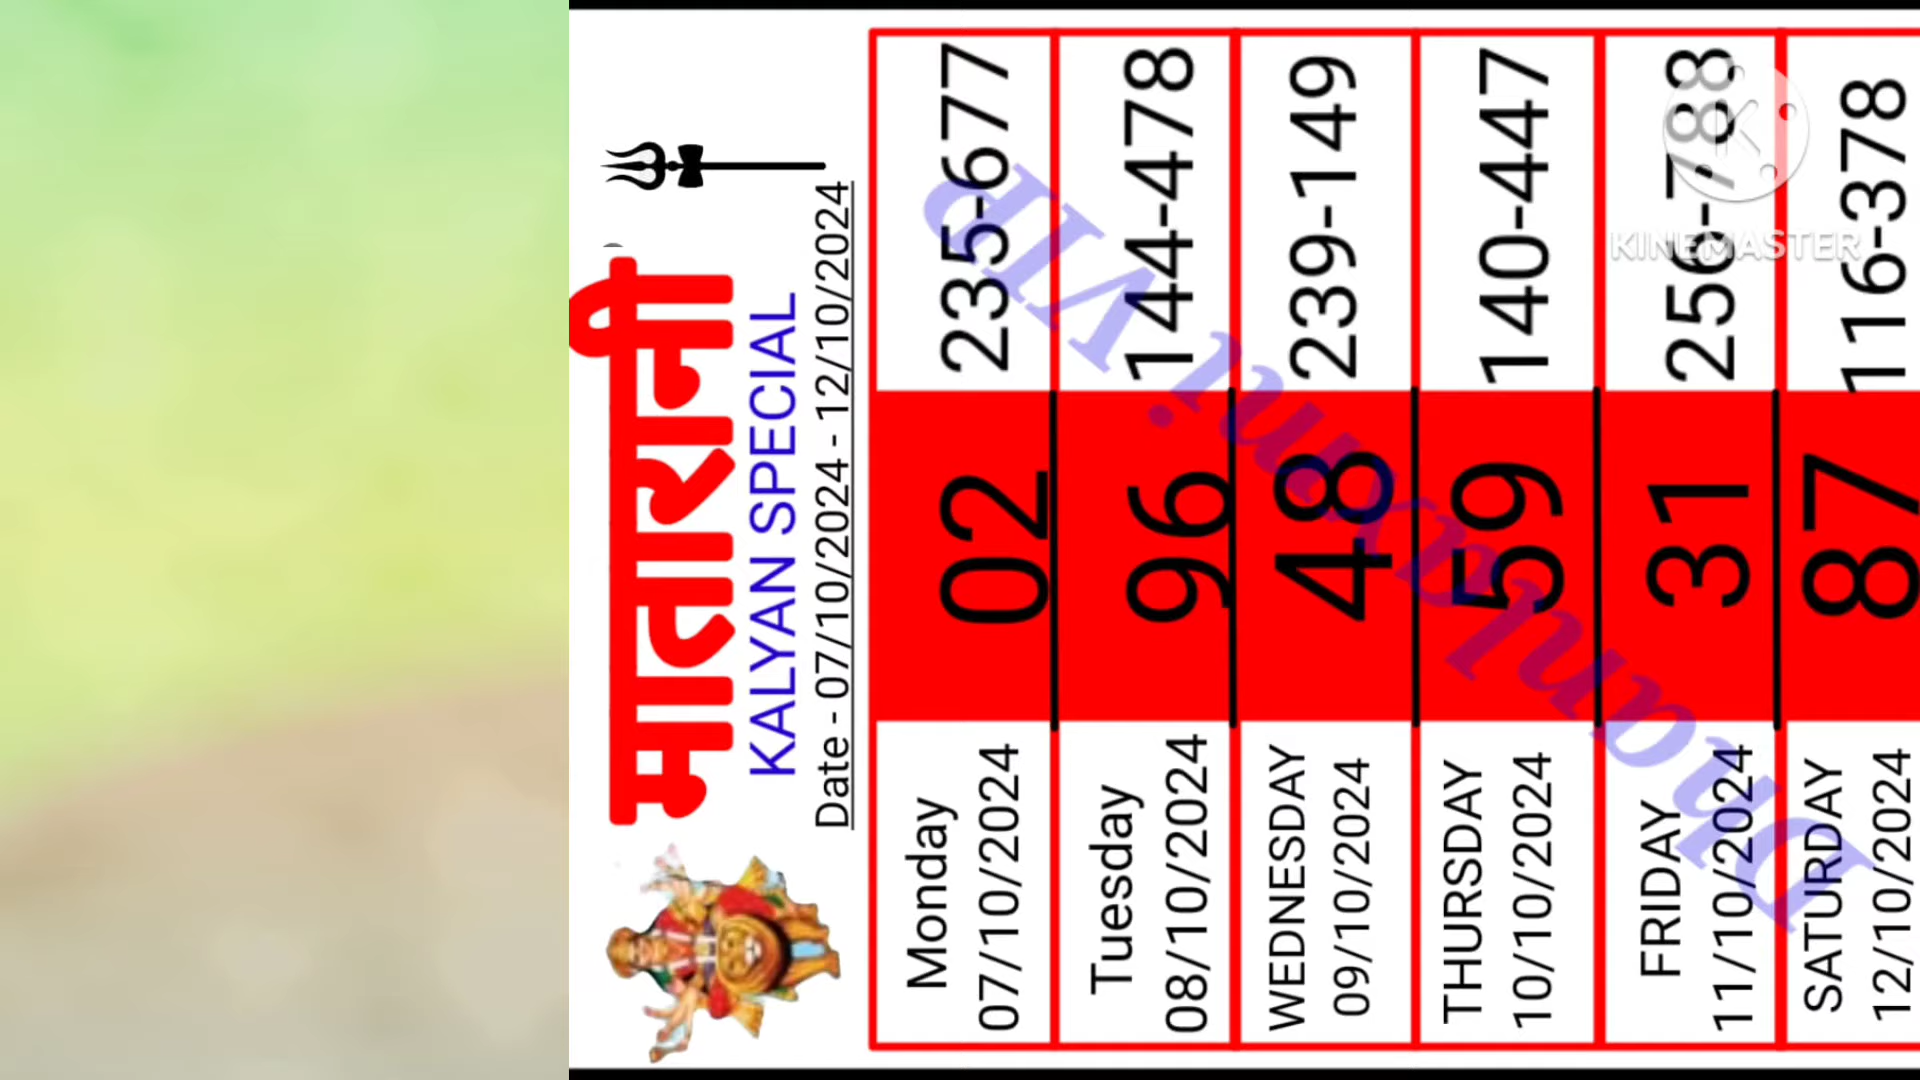 मातारानी
KALYAN SPECIAL
Date - 07/10/2024 - 12/10/2024
Monday
07/10/2024
02
235-677
Tuesday
08/10/2024
96
144-478
WEDNESDAY
09/10/2024
48
239-149
THURSDAY
10/10/2024
59
140-447
FRIDAY
11/10/2024
31
256-788
SATURDAY
12/10/2024
87
116-378
Dhanlaxmi VIP
KINEMASTER